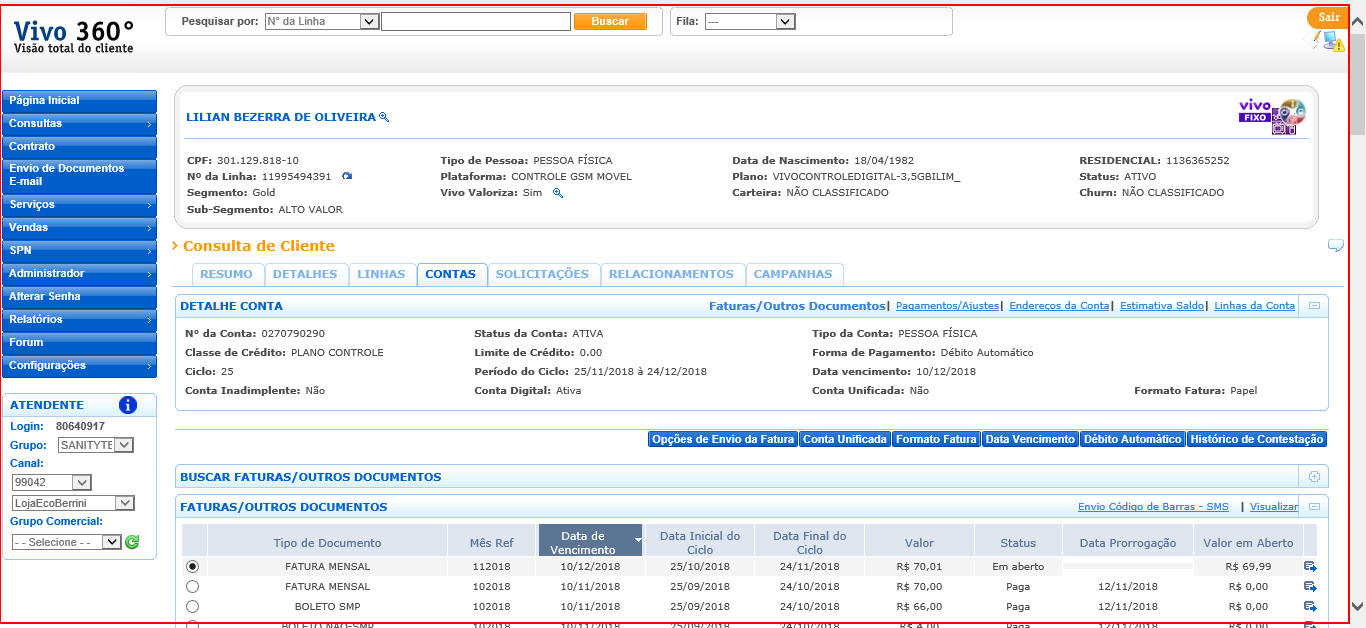 Vivo 360°
Visão total do cliente
Pesquisar por: N° da Linha Buscar Fila: --- Sair
Página Inicial
Consultas
Contrato
Envio de Documentos
E-mail
Serviços
Vendas
SPN
Administrador
Alterar Senha
Relatórios
Forum
Configurações
ATENDENTE
Login: 80640917
Grupo: SANITYTE
Canal:
99042
LojaEcoBerrini
Grupo Comercial:
- - Selecione - -
LILIAN BEZERRA DE OLIVEIRA
vivo
FIXO
CPF: 301.129.818-10 Tipo de Pessoa: PESSOA FÍSICA Data de Nascimento: 18/04/1982 RESIDENCIAL: 1136365252
Nº da Linha: 11995494391 Plataforma: CONTROLE GSM MOVEL Plano: VIVOCONTROLEDIGITAL-3,5GBILIM_ Status: ATIVO
Segmento: Gold Vivo Valoriza: Sim Carteira: NÃO CLASSIFICADO Churn: NÃO CLASSIFICADO
Sub-Segmento: ALTO VALOR
Consulta de Cliente
RESUMO DETALHES LINHAS CONTAS SOLICITAÇÕES RELACIONAMENTOS CAMPANHAS
DETALHE CONTA Faturas/Outros Documentos| Pagamentos/Ajustes| Endereços da Conta| Estimativa Saldo| Linhas da Conta
Nº da Conta: 0270790290 Status da Conta: ATIVA Tipo da Conta: PESSOA FÍSICA
Classe de Crédito: PLANO CONTROLE Limite de Crédito: 0.00 Forma de Pagamento: Débito Automático
Ciclo: 25 Período do Ciclo: 25/11/2018 à 24/12/2018 Data vencimento: 10/12/2018
Conta Inadimplente: Não Conta Digital: Ativa Conta Unificada: Não Formato Fatura: Papel
Opções de Envio da Fatura Conta Unificada Formato Fatura Data Vencimento Débito Automático Histórico de Contestação
BUSCAR FATURAS/OUTROS DOCUMENTOS
FATURAS/OUTROS DOCUMENTOS Envio Código de Barras - SMS | Visualizar
Tipo de Documento Mês Ref Data de Vencimento Data Inicial do Ciclo Data Final do Ciclo Valor Status Data Prorrogação Valor em Aberto
FATURA MENSAL 112018 10/12/2018 25/10/2018 24/11/2018 R$ 70,01 Em aberto R$ 69,99
FATURA MENSAL 102018 10/11/2018 25/09/2018 24/10/2018 R$ 70,00 Paga 12/11/2018 R$ 0,00
BOLETO SMP 102018 10/11/2018 25/09/2018 24/10/2018 R$ 66,00 Paga 12/11/2018 R$ 0,00
BOLETO NAO-SMP 102018 10/11/2018 25/09/2018 24/10/2018 R$ 4,00 Paga 12/11/2018 R$ 0,00